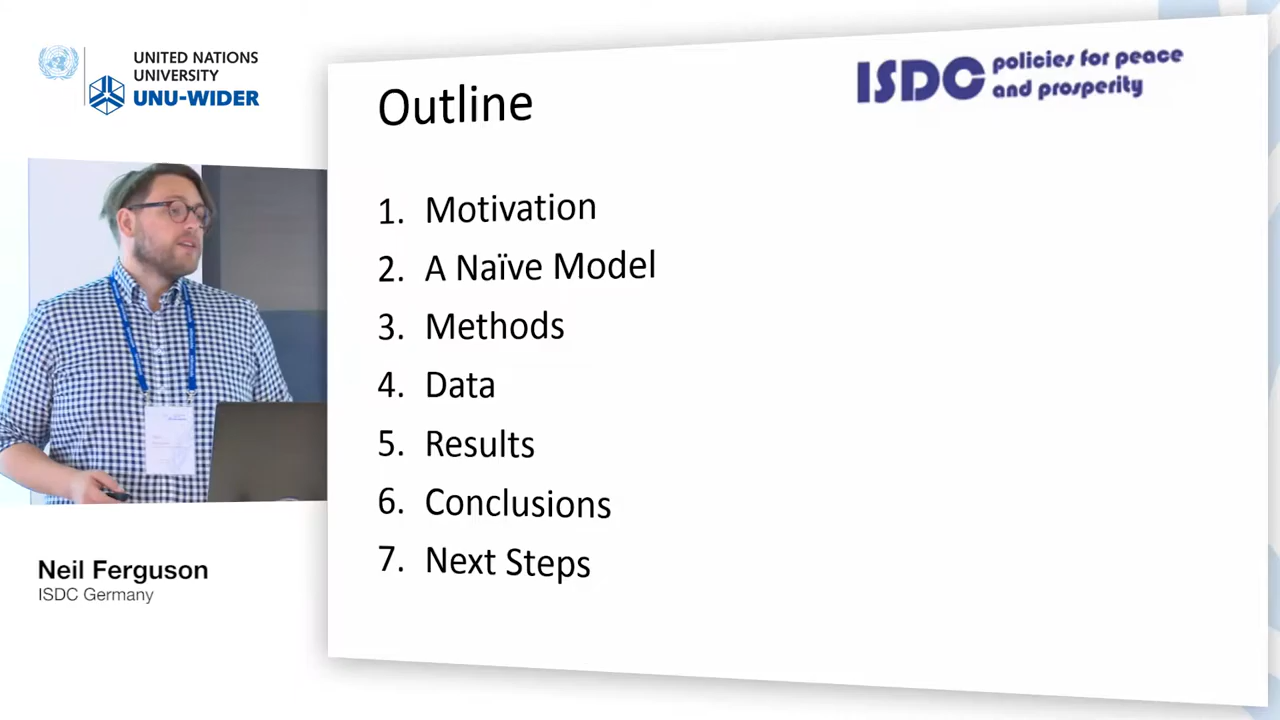 UNITED NATIONS
UNIVERSITY
UNU-WIDER
Outline
ISDC policies for peace
and prosperity
1. Motivation
2. A Naïve Model
3. Methods
4. Data
5. Results
6. Conclusions
7. Next Steps
Neil Ferguson
ISDC Germany